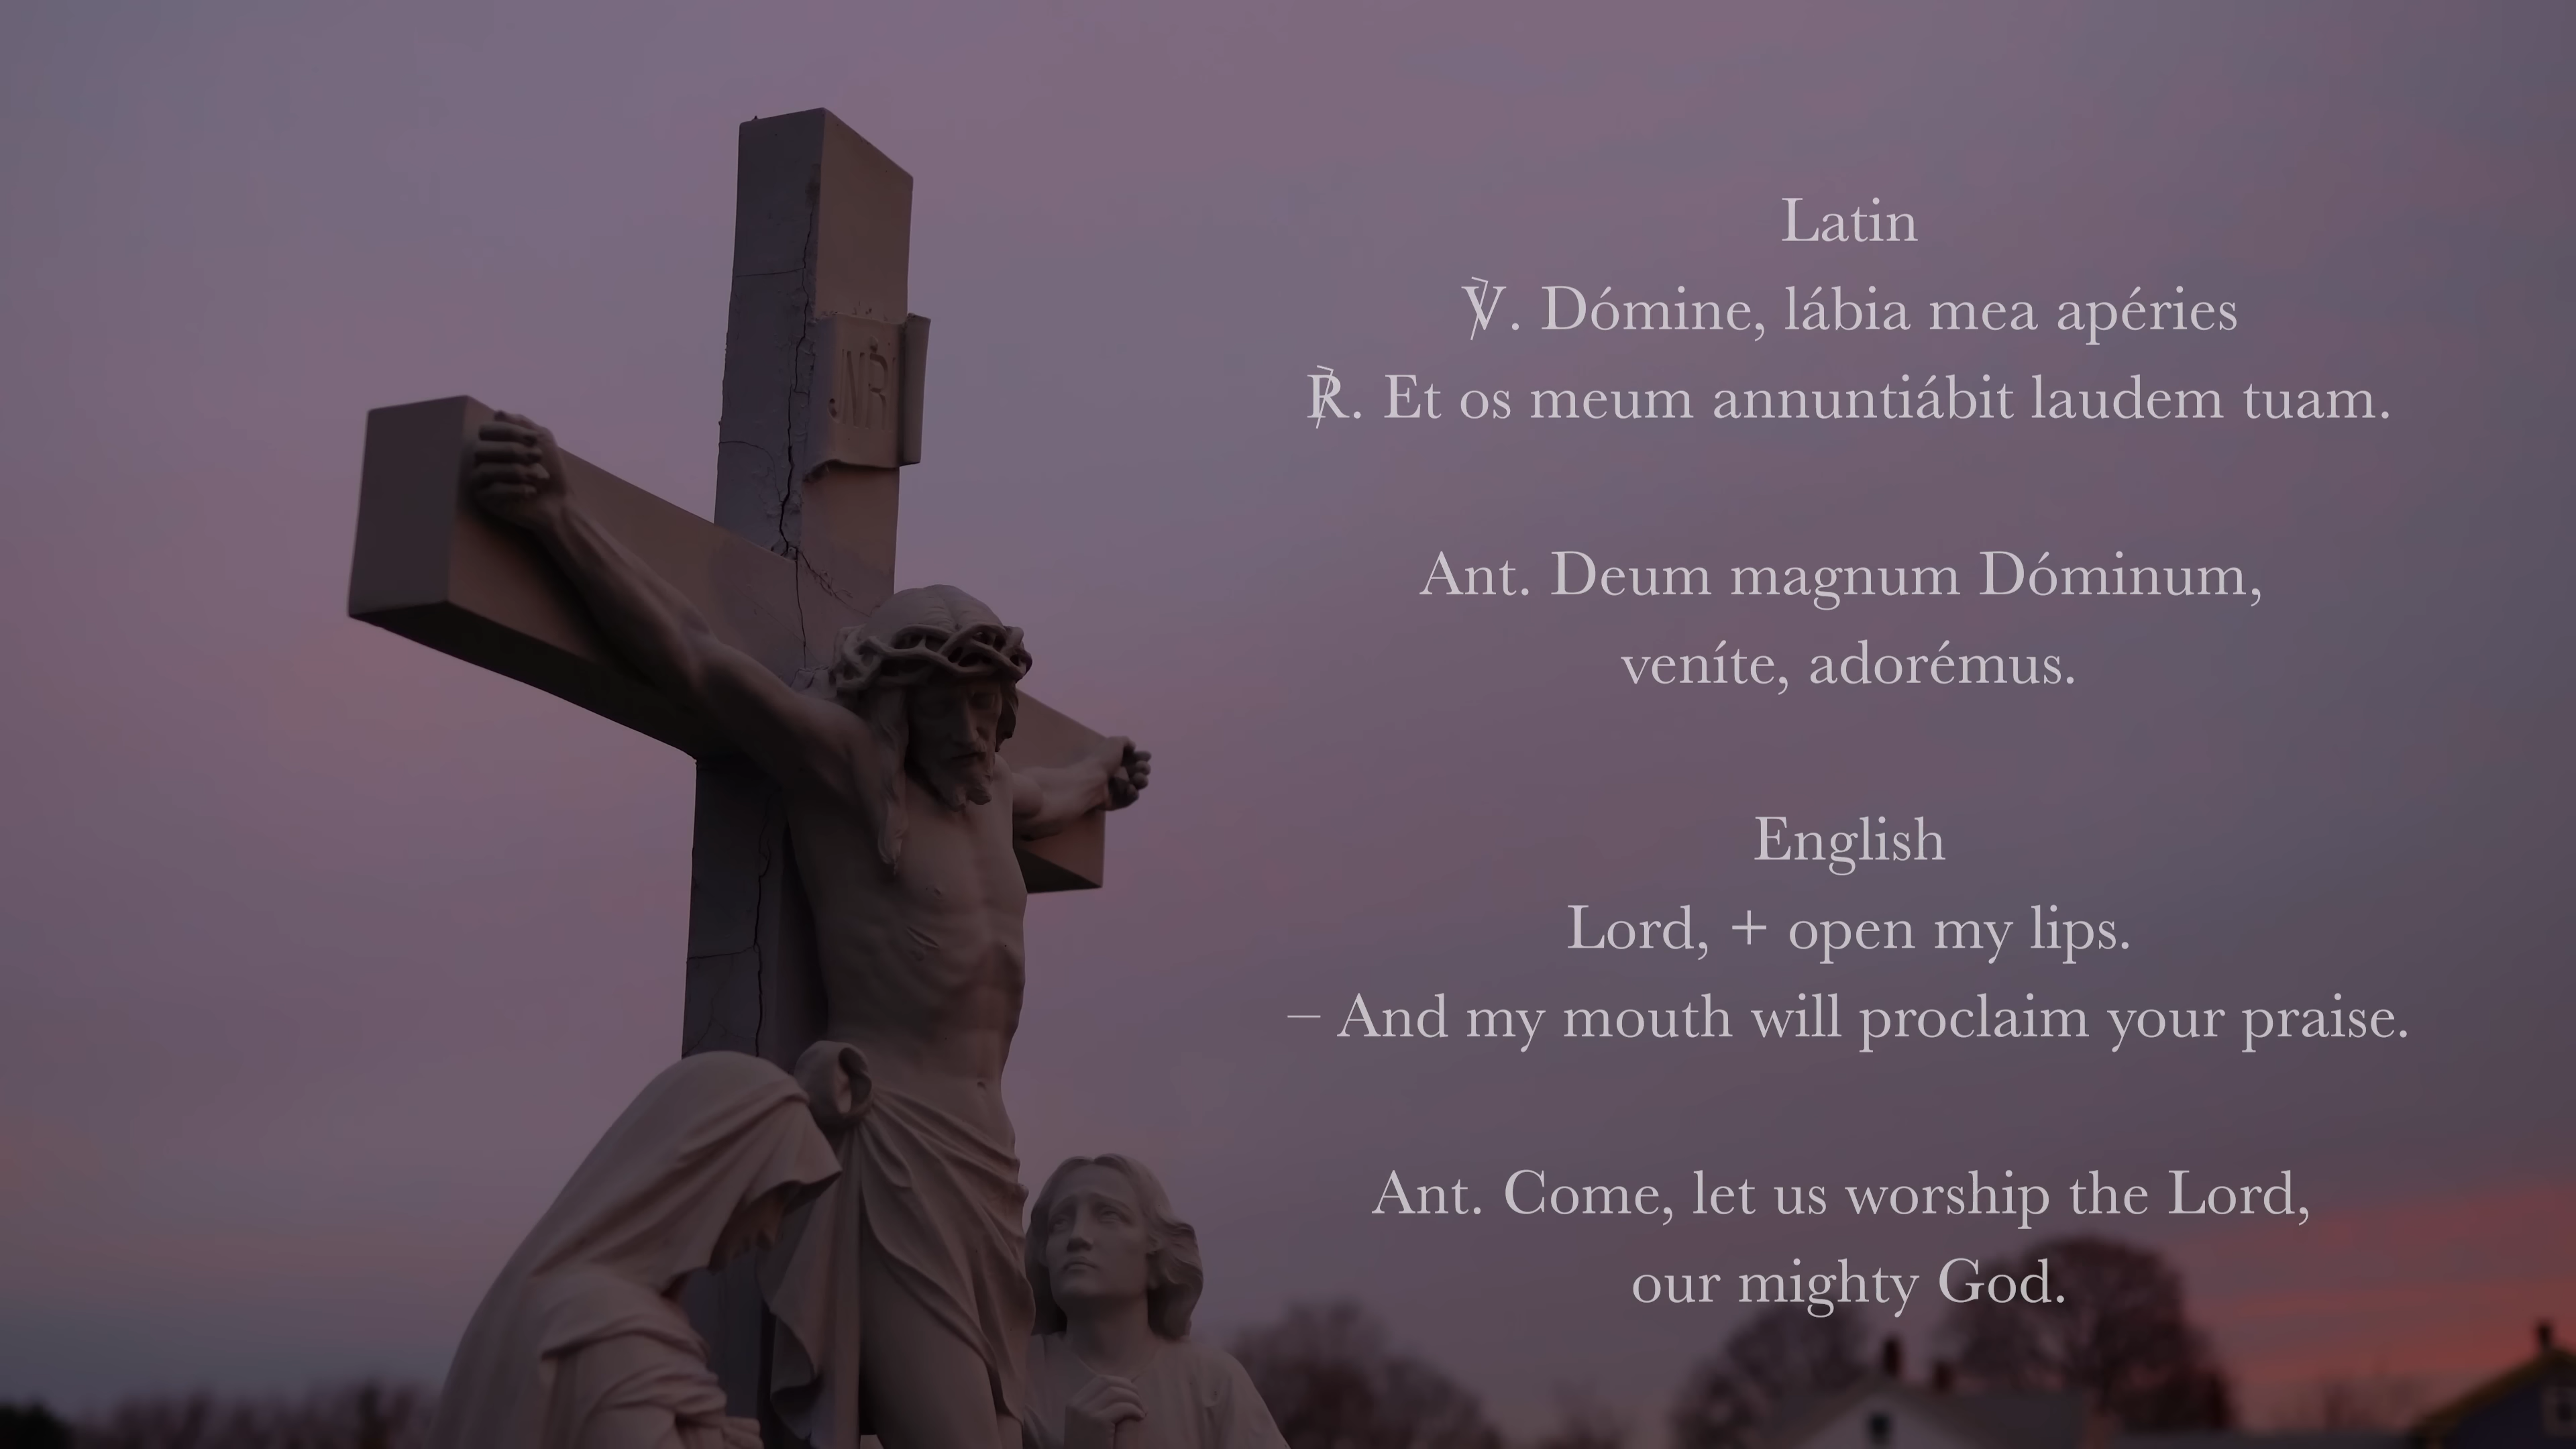 INRI
Latin
℣. Dómine, lábia mea apéries
℟. Et os meum annuntiábit laudem tuam.
Ant. Deum magnum Dóminum,
veníte, adorémus.
English
Lord, + open my lips.
– And my mouth will proclaim your praise.
Ant. Come, let us worship the Lord,
our mighty God.